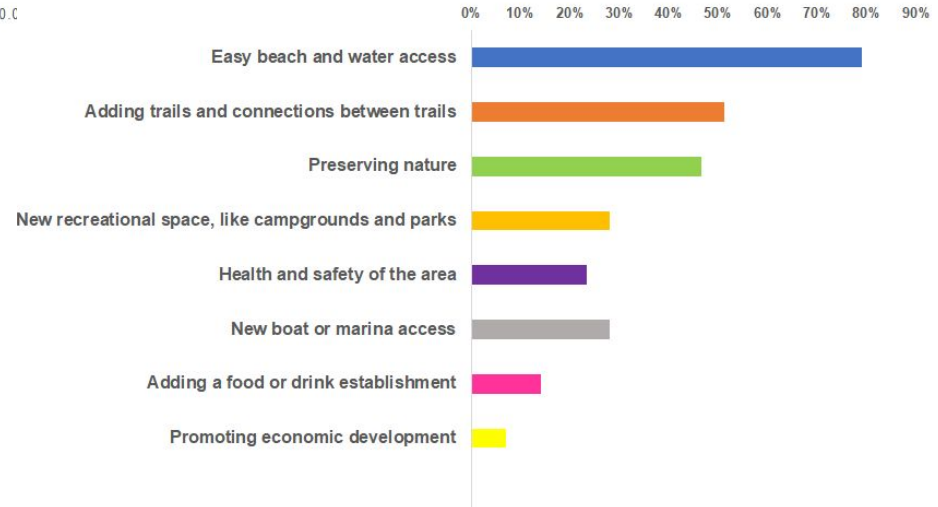 0% 10% 20% 30% 40% 50% 60% 70% 80% 90%
Easy beach and water access
Adding trails and connections between trails
Preserving nature
New recreational space, like campgrounds and parks
Health and safety of the area
New boat or marina access
Adding a food or drink establishment
Promoting economic development